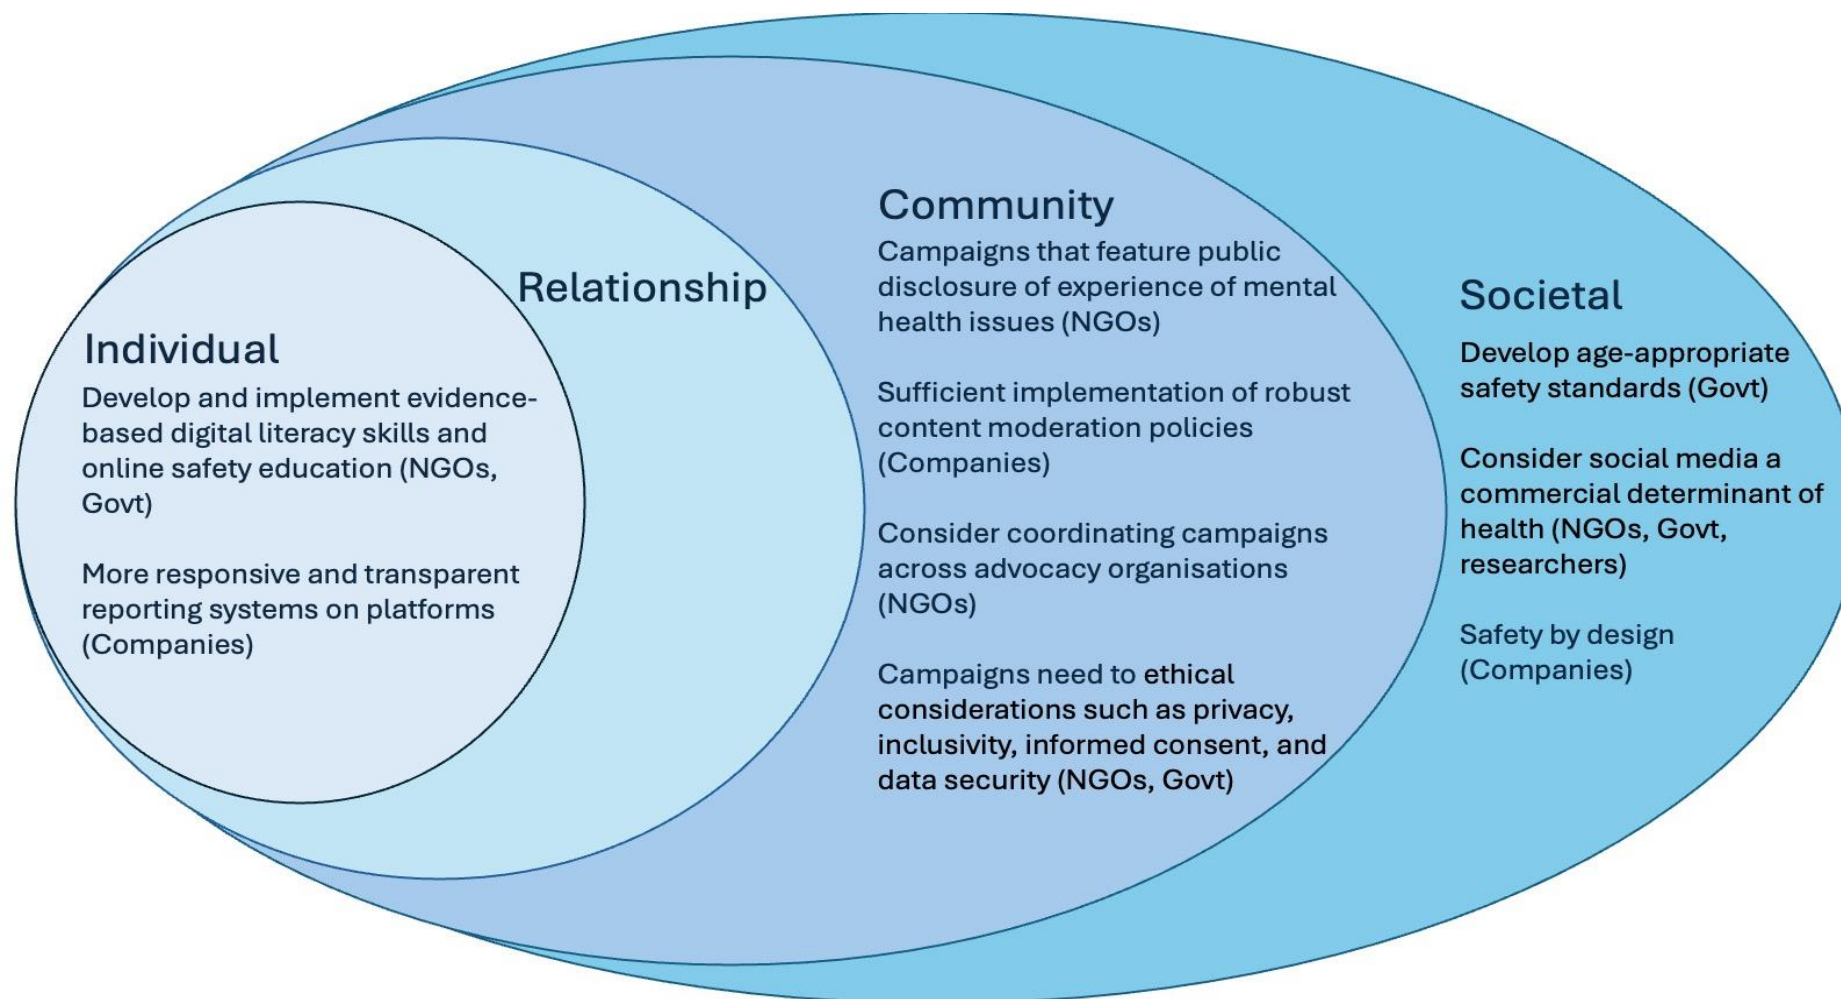 Individual
Develop and implement evidence-
based digital literacy skills and
online safety education (NGOs,
Govt)
More responsive and transparent
reporting systems on platforms
(Companies)
Relationship
Community
Campaigns that feature public
disclosure of experience of mental
health issues (NGOs)
Sufficient implementation of robust
content moderation policies
(Companies)
Consider coordinating campaigns
across advocacy organisations
(NGOs)
Campaigns need to ethical
considerations such as privacy,
inclusivity, informed consent, and
data security (NGOs, Govt)
Societal
Develop age-appropriate
safety standards (Govt)
Consider social media a
commercial determinant of
health (NGOs, Govt,
researchers)
Safety by design
(Companies)